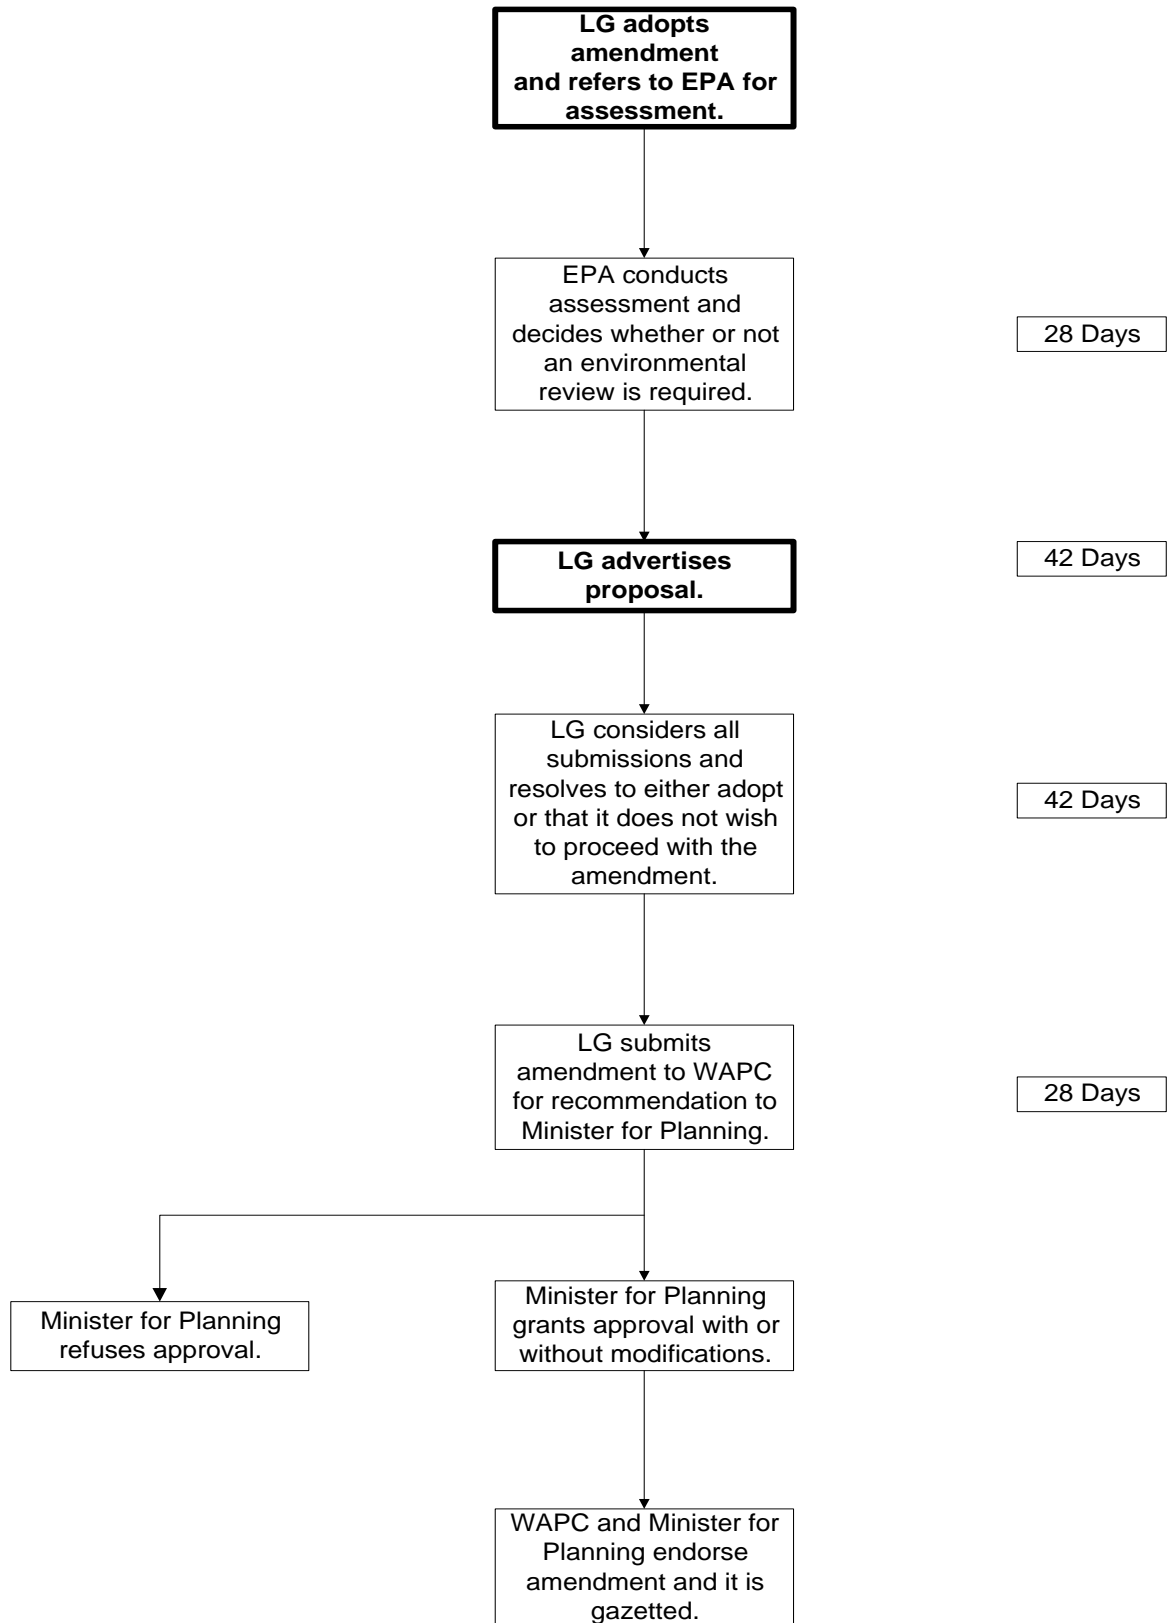 LG adopts
amendment
and refers to EPA for
assessment.
EPA conducts
assessment and
decides whether or not
an environmental
review is required.
28 Days
LG advertises
proposal.
42 Days
LG considers all
submissions and
resolves to either adopt
or that it does not wish
to proceed with the
amendment.
42 Days
LG submits
amendment to WAPC
for recommendation to
Minister for Planning.
28 Days
Minister for Planning
refuses approval.
Minister for Planning
grants approval with or
without modifications.
WAPC and Minister for
Planning endorse
amendment and it is
gazetted.